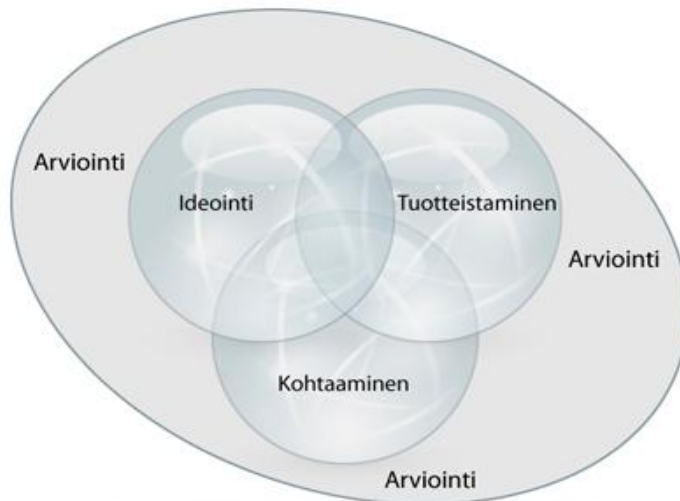 Arviointi
Ideointi
Tuotteistaminen
Arviointi
Kohtaaminen
Arviointi